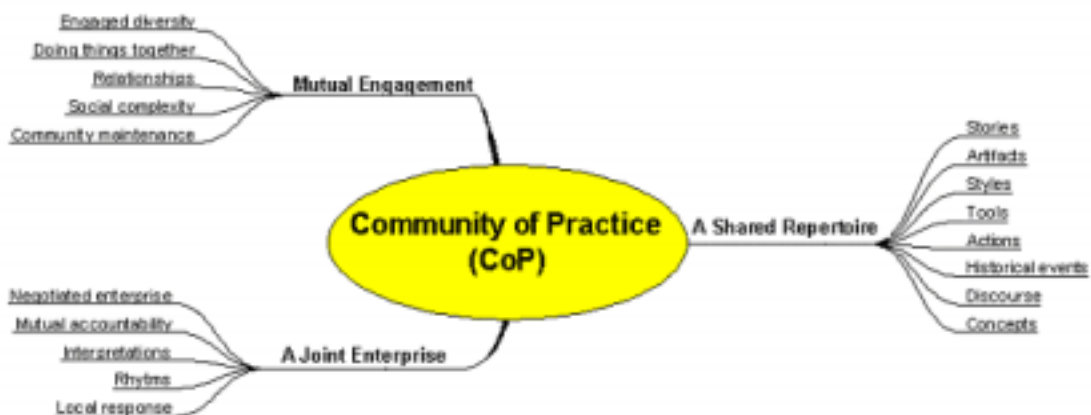 Engaged diversity
Doing things together
Relationships
Social complexity
Community maintenance
Mutual Engagement
Community of Practice
(CoP)
A Shared Repertoire
Stories
Artifacts
Styles
Tools
Actions
Historical events
Discourse
Concepts
Negotiated enterprise
Mutual accountability
Interpretations
Rhytms
Local response
A Joint Enterprise